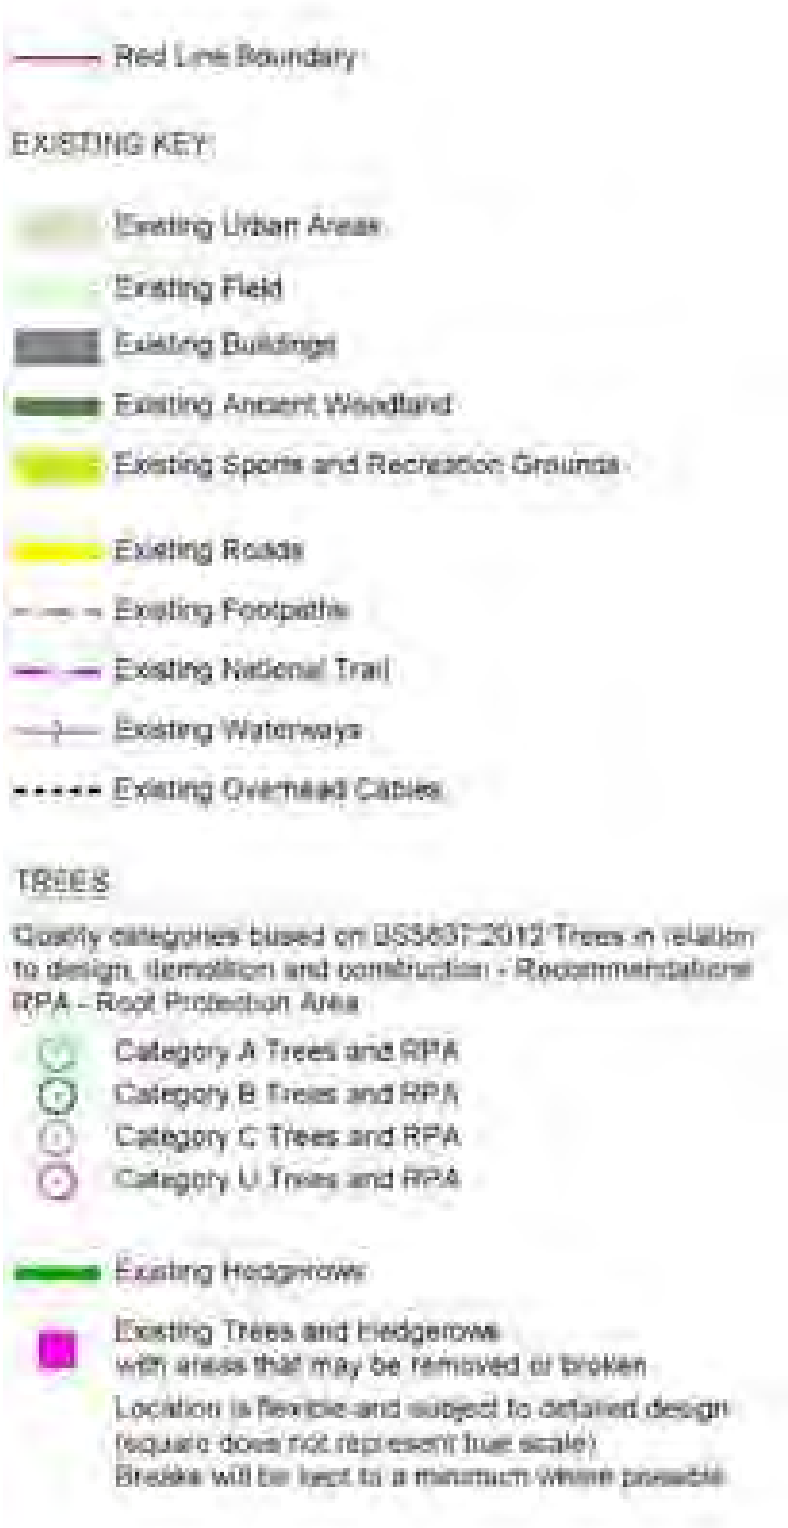 Red Line Boundary
EXISTING KEY:
Existing Urban Areas
Existing Field
Existing Buildings
Existing Ancient Woodland
Existing Sports and Recreation Grounds
Existing Roads
Existing Footpaths
Existing National Trail
Existing Waterways
Existing Overhead Cables
TREES
Quality categories based on BS5837:2012 Trees in relation
to design, demolition and construction - Recommendations
RPA - Root Protection Area
Category A Trees and RPA
Category B Trees and RPA
Category C Trees and RPA
Category U Trees and RPA
Existing Hedgerows
Existing Trees and Hedgerows
with areas that may be removed or broken
Location is flexible and subject to detailed design
(square does not represent true scale)
Breaks will be kept to a minimum where possible